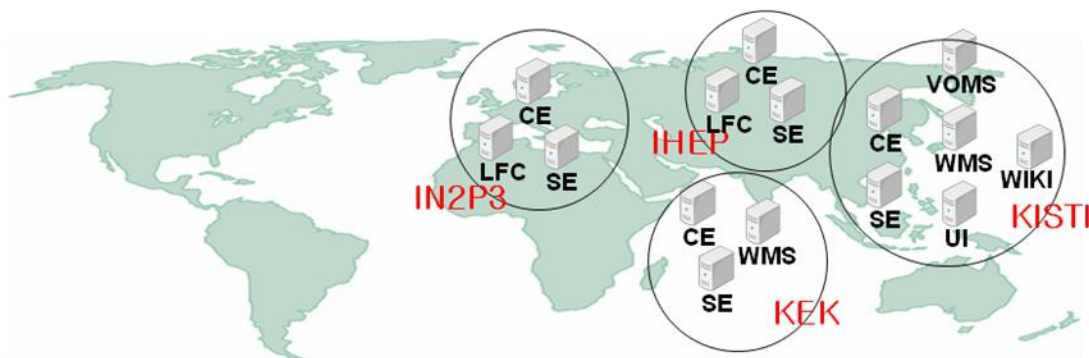 CE
LFC
SE
IN2P3
CE
LFC
SE
IHEP
CE
WMS
SE
KEK
VOMS
CE
WMS
WIKI
SE
UI
KISTI